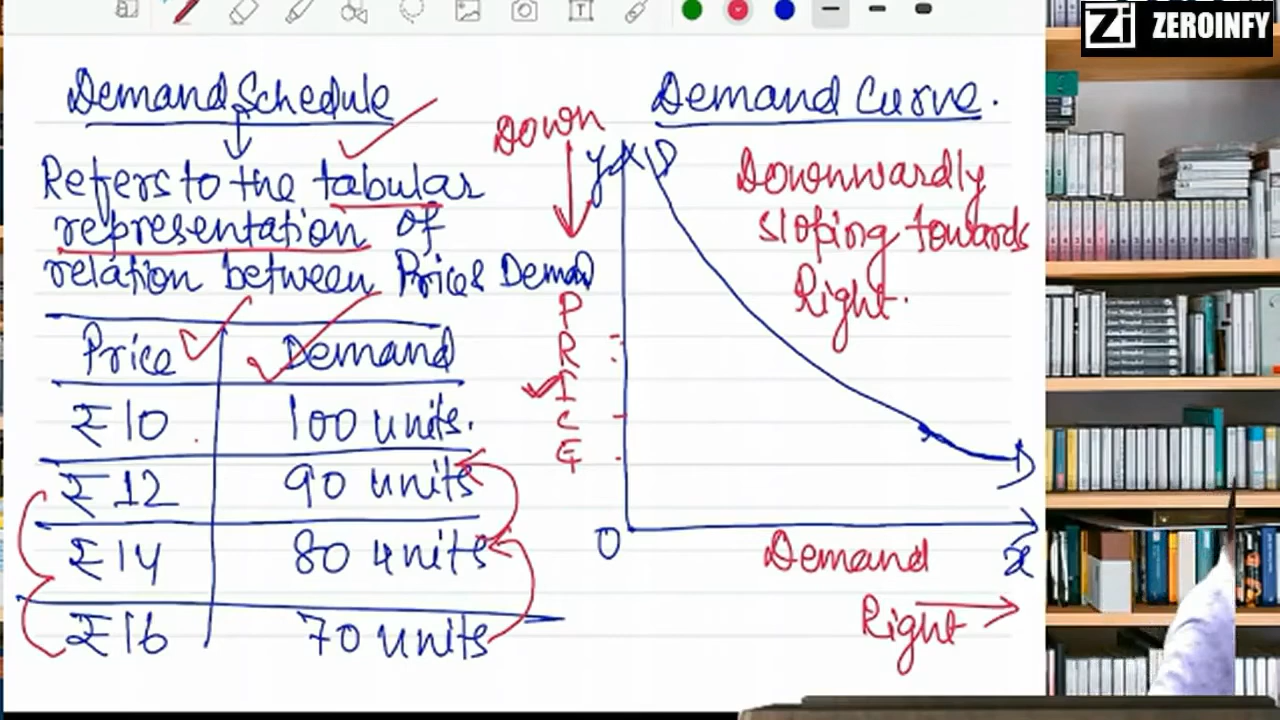 Zi ZEROINFY
Demand Schedule
Refers to the tabular
representation of
relation between Price & Demand
Price Demand
₹10 100 units.
₹12 90 units
₹14 80 units
₹16 70 units
Demand Curve.
Down
Y D
Downwardly
sloping towards
Right.
P
R
I
C
E
D
O
x
Demand
Right